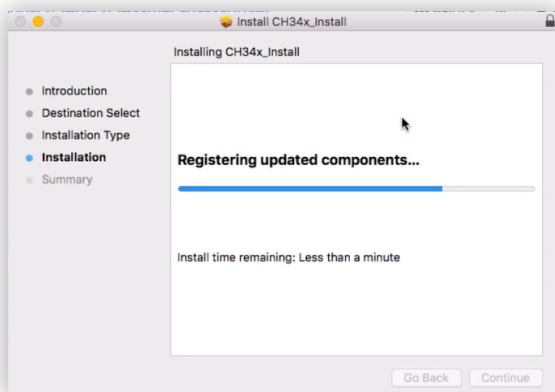 Install CH34x_Install
Installing CH34x_Install
Introduction
Destination Select
Installation Type
Installation
Summary
Registering updated components...
Install time remaining: Less than a minute
Go Back
Continue